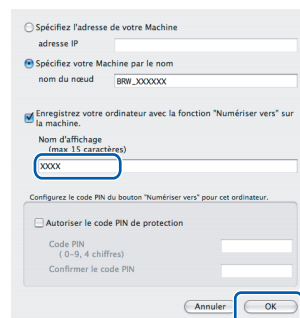 Spécifiez l'adresse de votre Machine
adresse IP
Spécifiez votre Machine par le nom
nom du nœud
BRW_XXXXXX
Enregistrez votre ordinateur avec la fonction "Numériser vers" sur
la machine.
Nom d'affichage
(max 15 caractères)
XXXX
Configurez le code PIN du bouton "Numériser vers" pour cet ordinateur.
Autoriser le code PIN de protection
Code PIN
( 0–9, 4 chiffres)
Confirmer le code PIN
Annuler
OK